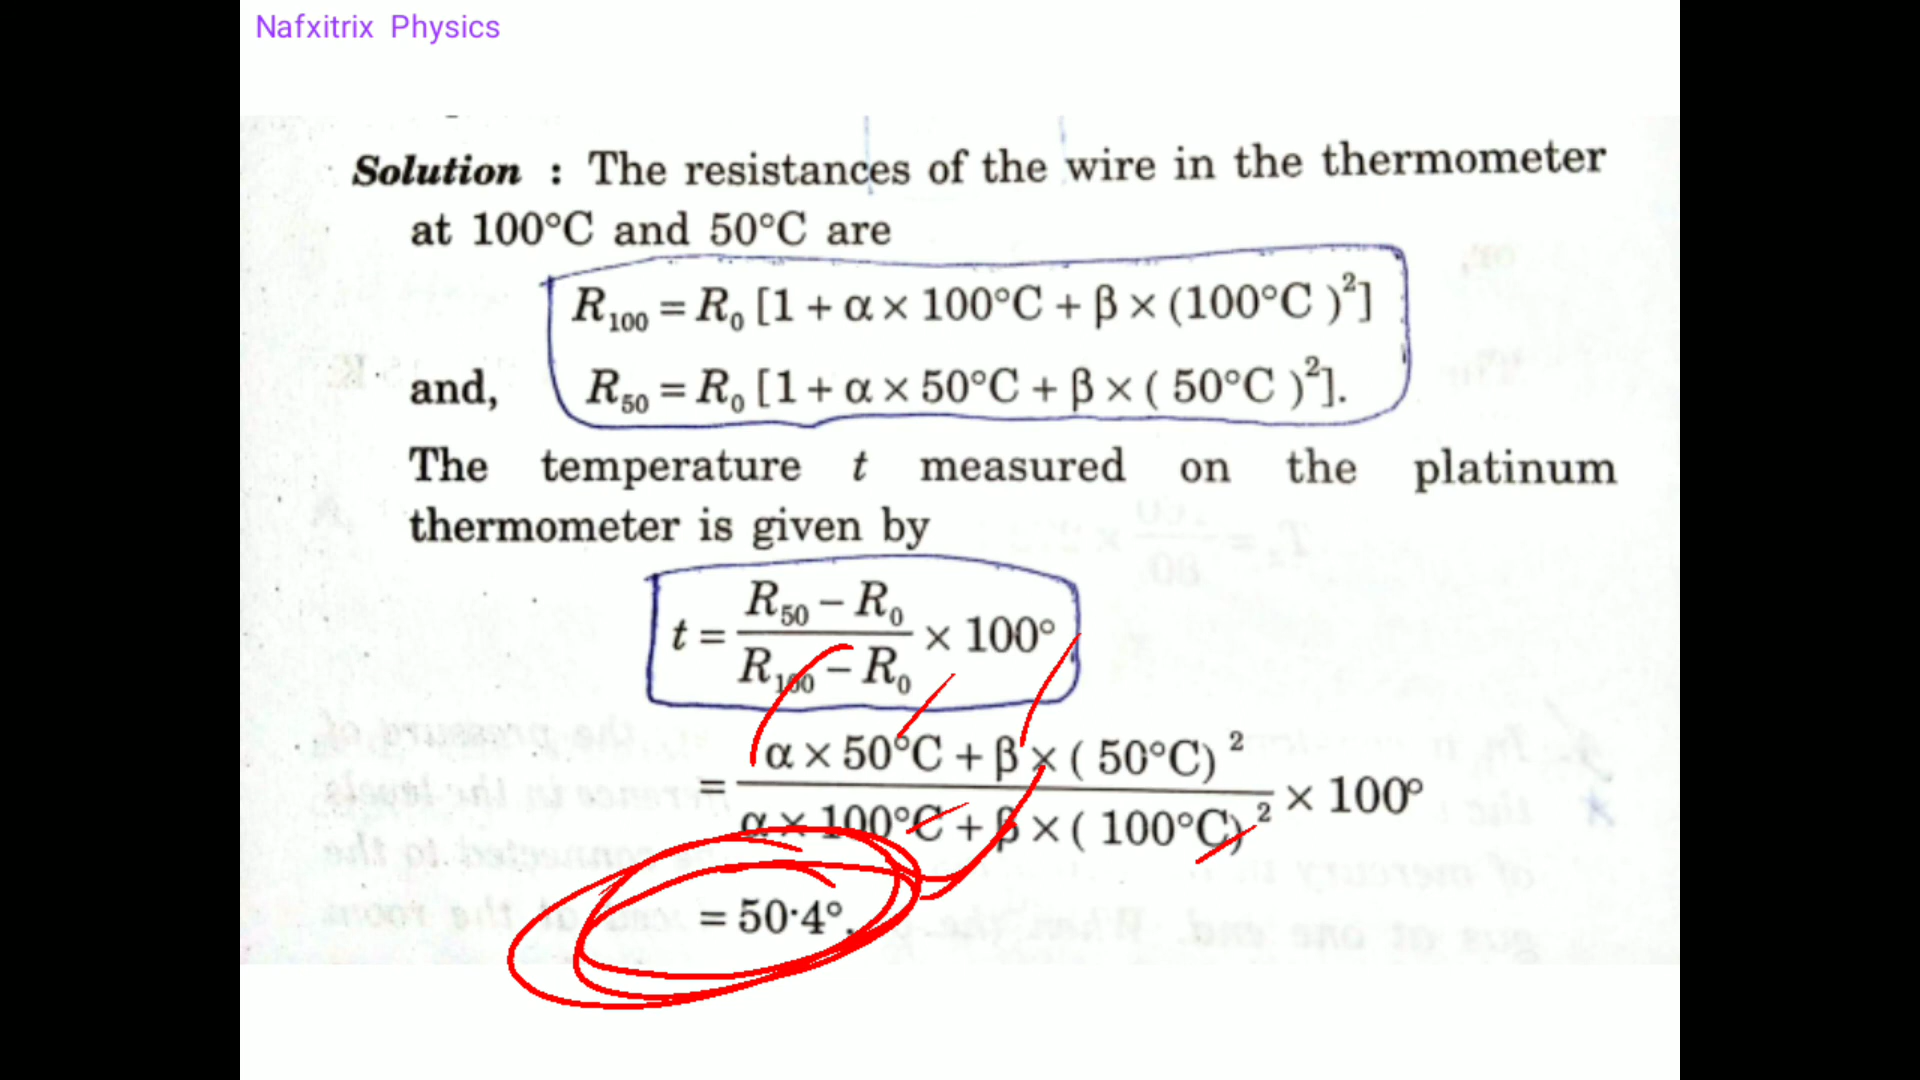 Nafxitrix Physics
Solution : The resistances of the wire in the thermometer
at 100°C and 50°C are
R₁₀₀ = R₀ [1 + α × 100°C + β × (100°C )²]
and, R₅₀ = R₀ [1 + α × 50°C + β × ( 50°C )²].
The temperature t measured on the platinum
thermometer is given by
t = (R₅₀ − R₀) / (R₁₀₀ − R₀) × 100°
= (α × 50°C + β × ( 50°C) ²) / (α × 100°C + β × ( 100°C) ²) × 100°
= 50·4°.